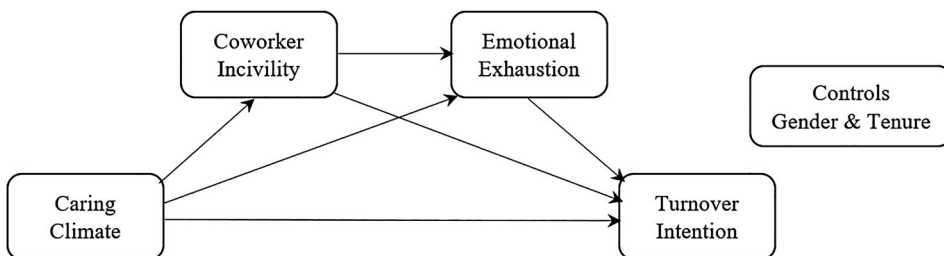 Coworker
Incivility
Emotional
Exhaustion
Controls
Gender & Tenure
Caring
Climate
Turnover
Intention